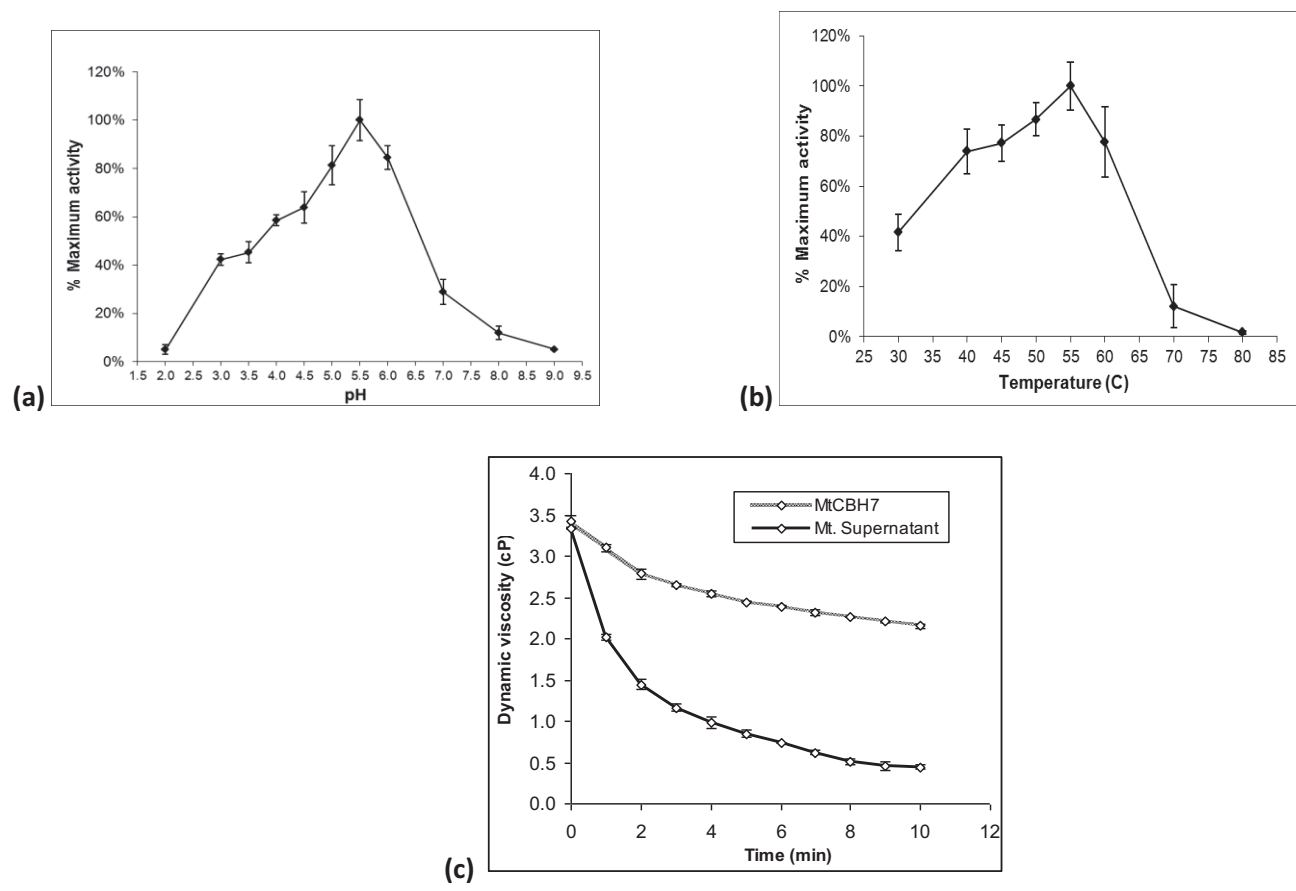 120%
100%
80%
60%
40%
20%
0%
% Maximum activity
1.5 2.0 2.5 3.0 3.5 4.0 4.5 5.0 5.5 6.0 6.5 7.0 7.5 8.0 8.5 9.0 9.5
pH
(a)
120%
100%
80%
60%
40%
20%
0%
% Maximum activity
25 30 35 40 45 50 55 60 65 70 75 80 85
Temperature (C)
(b)
4.0
3.5
3.0
2.5
2.0
1.5
1.0
0.5
0.0
Dynamic viscosity (cP)
MtCBH7
Mt. Supernatant
0 2 4 6 8 10 12
Time (min)
(c)